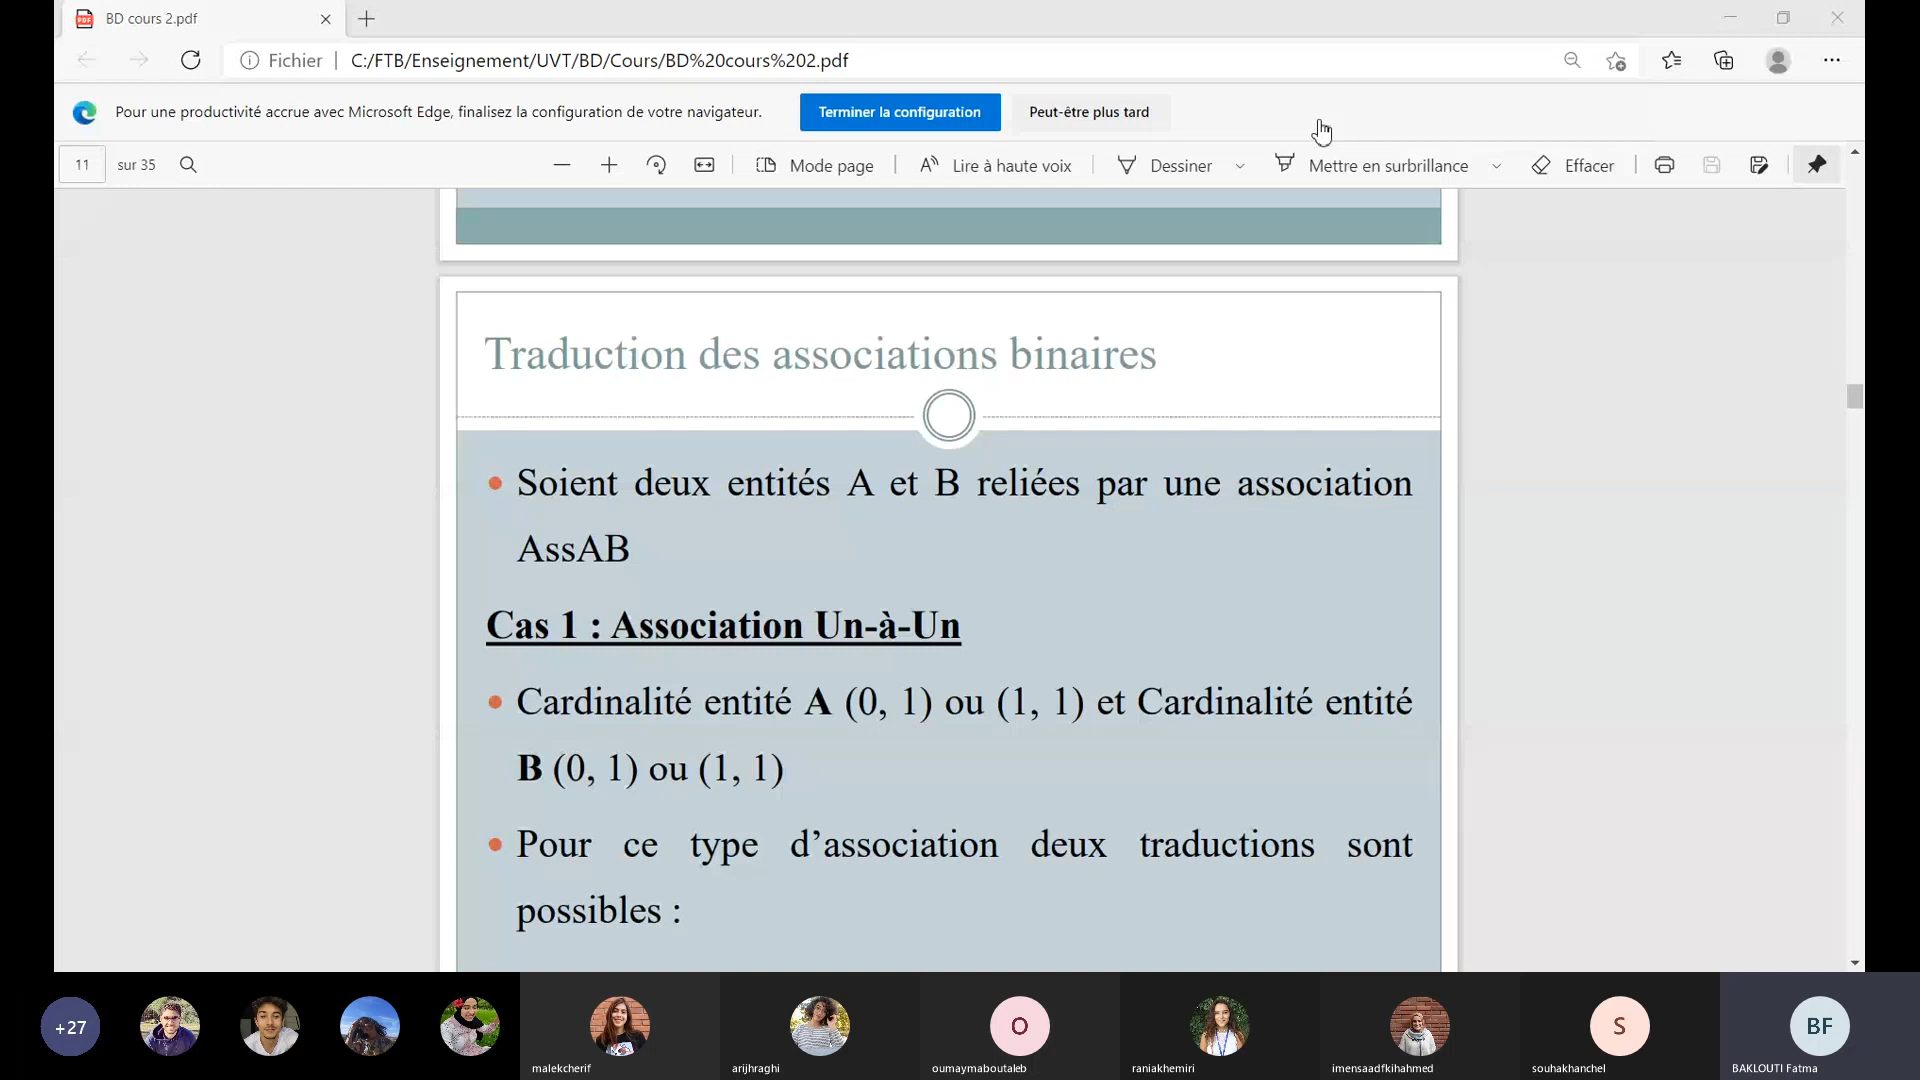 BD cours 2.pdf
Fichier C:/FTB/Enseignement/UVT/BD/Cours/BD%20cours%202.pdf
Pour une productivité accrue avec Microsoft Edge, finalisez la configuration de votre navigateur. Terminer la configuration Peut-être plus tard
11 sur 35 Mode page Lire à haute voix Dessiner Mettre en surbrillance Effacer
Traduction des associations binaires
• Soient deux entités A et B reliées par une association
AssAB
Cas 1 : Association Un-à-Un
• Cardinalité entité A (0, 1) ou (1, 1) et Cardinalité entité
B (0, 1) ou (1, 1)
• Pour ce type d’association deux traductions sont
possibles :
+27 O S BF
malekcherif arijhraghi oumaymaboutaleb raniakhemiri imensaadfkihahmed souhakhanchel BAKLOUTI Fatma